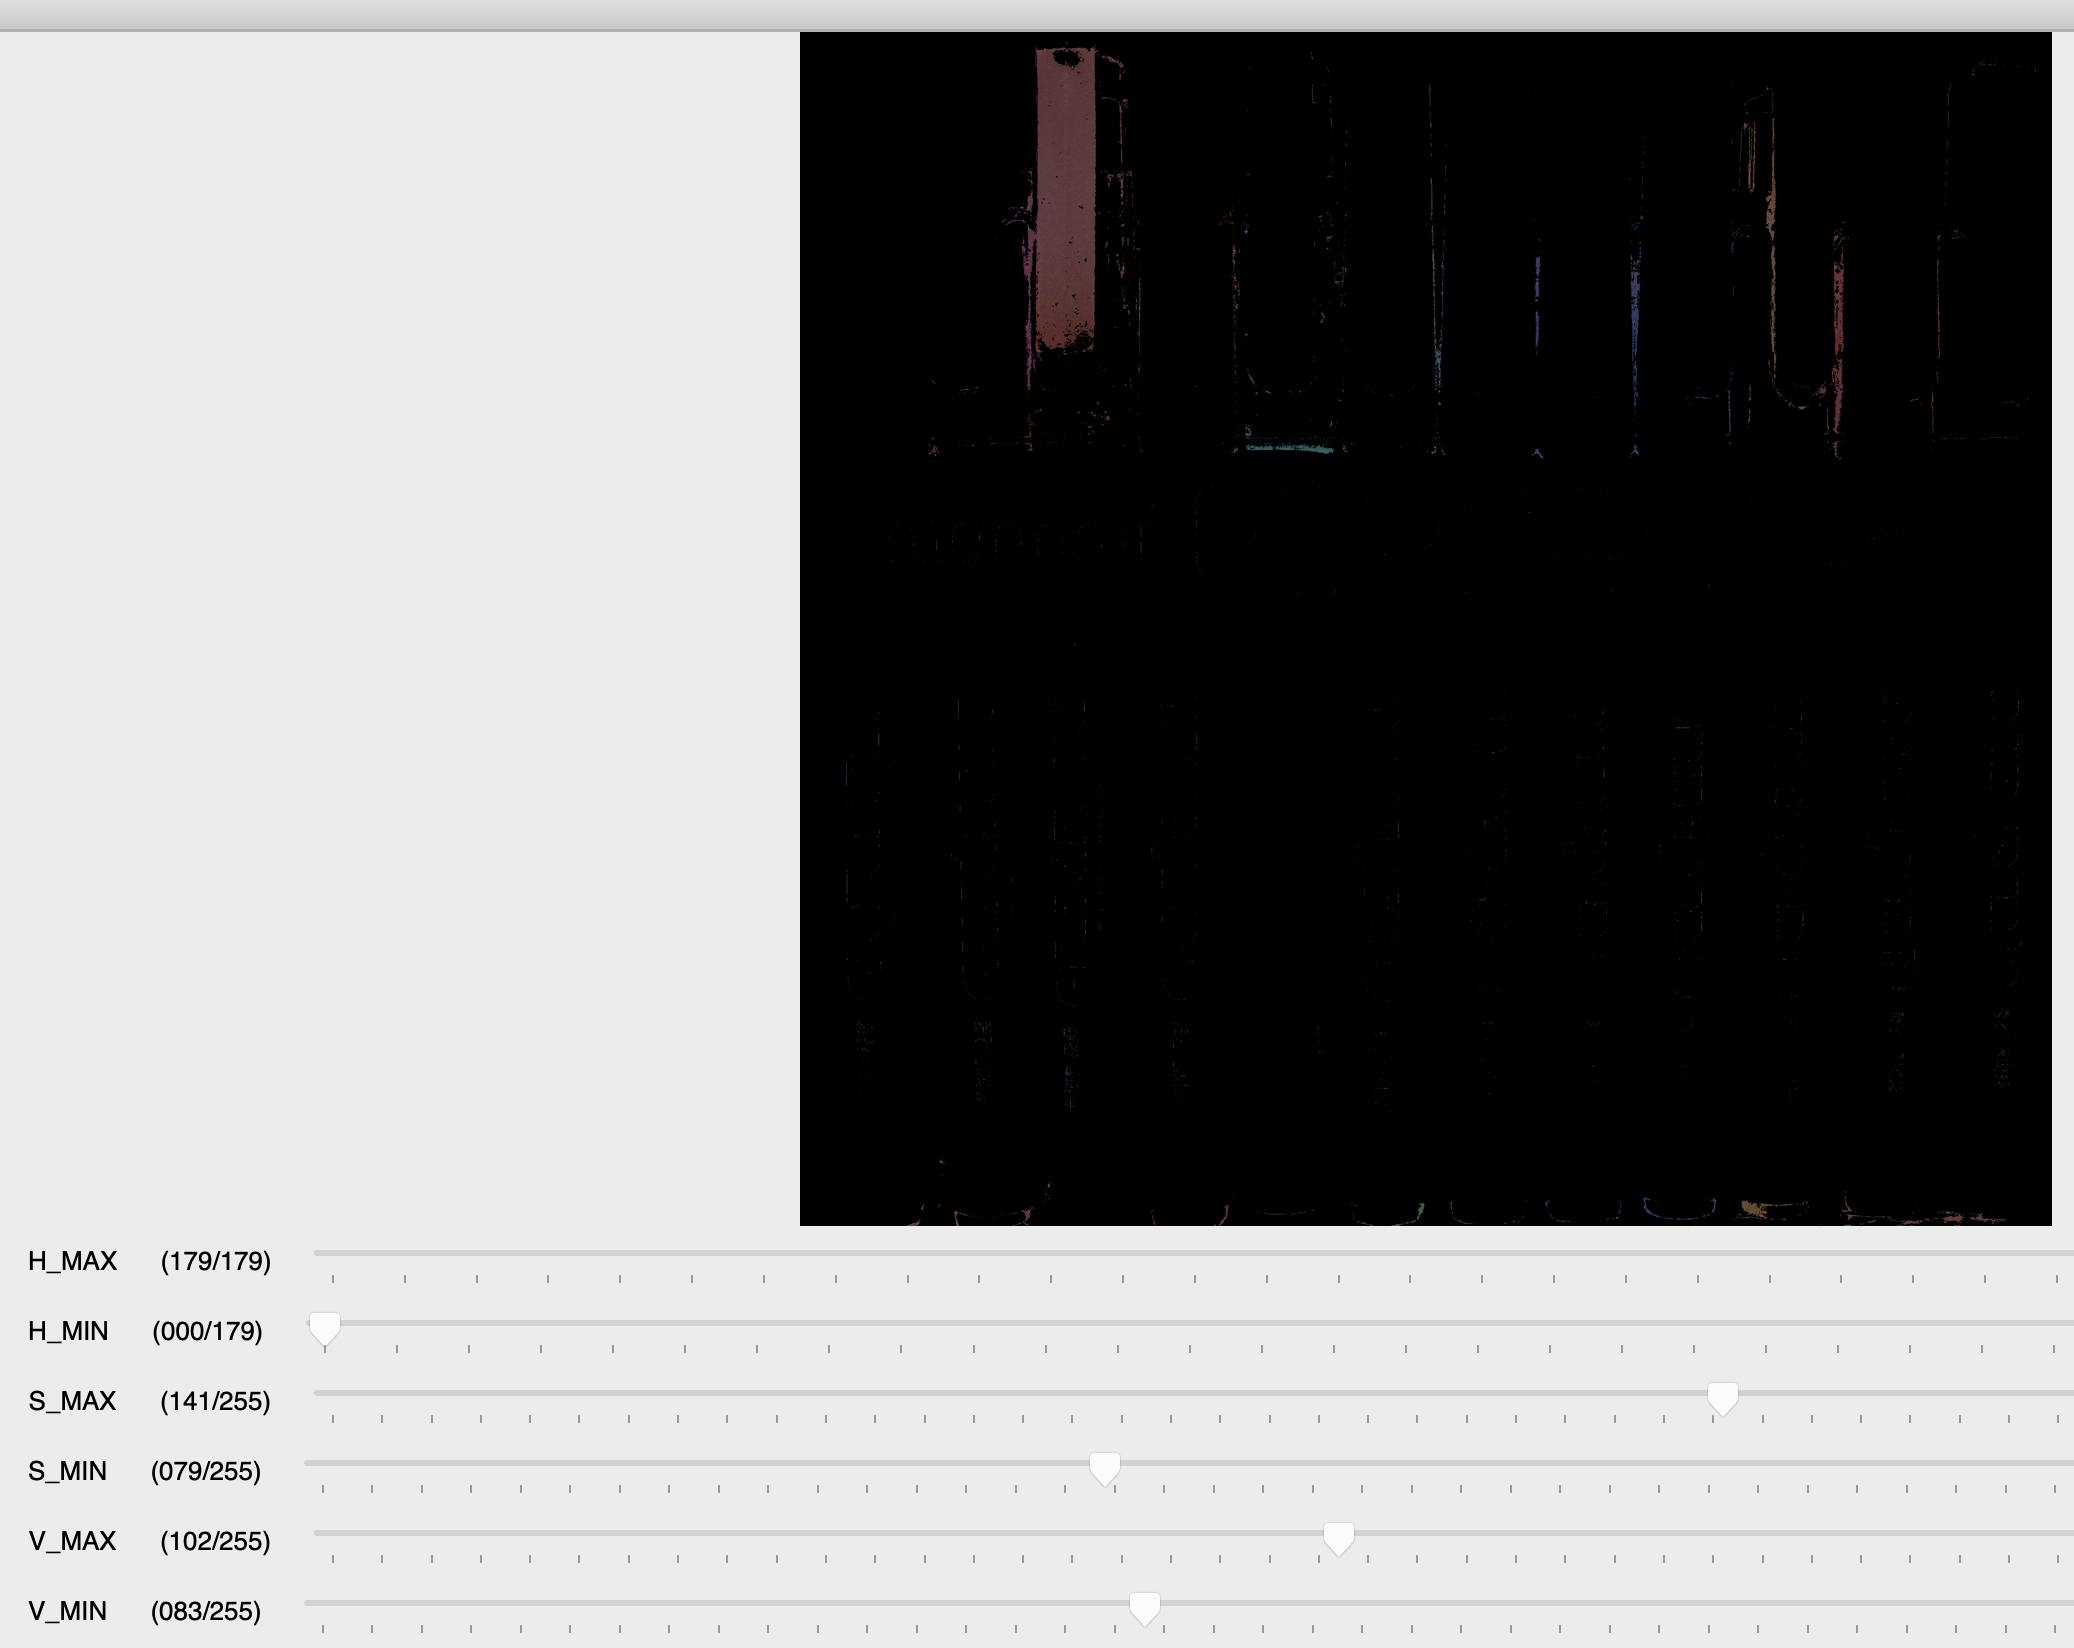 H_MAX (179/179)
H_MIN (000/179)
S_MAX (141/255)
S_MIN (079/255)
V_MAX (102/255)
V_MIN (083/255)